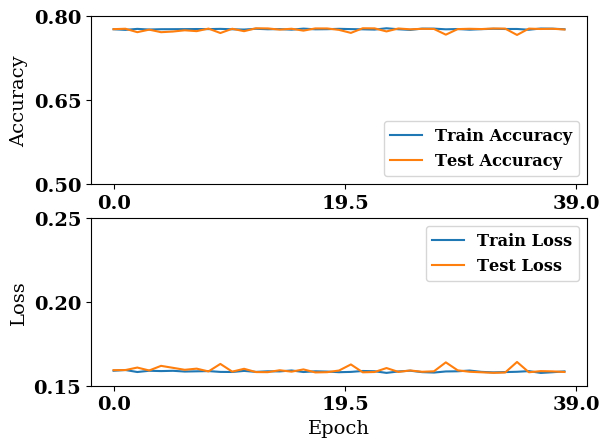 0.80
0.65
0.50
Accuracy
Train Accuracy
Test Accuracy
0.0 19.5 39.0
0.25
0.20
0.15
Loss
Train Loss
Test Loss
0.0 19.5 39.0
Epoch